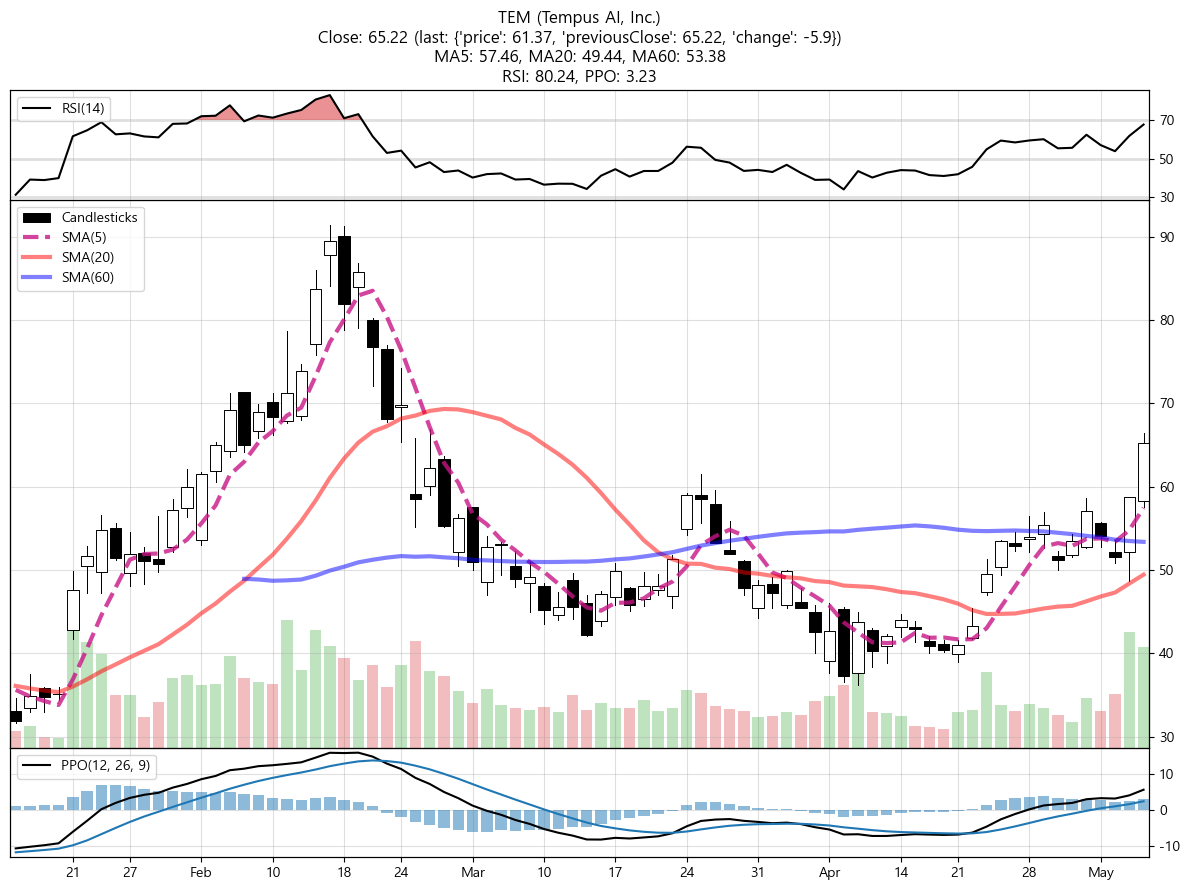 TEM (Tempus AI, Inc.)
Close: 65.22 (last: {'price': 61.37, 'previousClose': 65.22, 'change': -5.9})
MA5: 57.46, MA20: 49.44, MA60: 53.38
RSI: 80.24, PPO: 3.23
RSI(14)
70
50
30
Candlesticks
SMA(5)
SMA(20)
SMA(60)
90
80
70
60
50
40
30
PPO(12, 26, 9)
10
0
-10
21 27 Feb 10 18 24 Mar 10 17 24 31 Apr 14 21 28 May